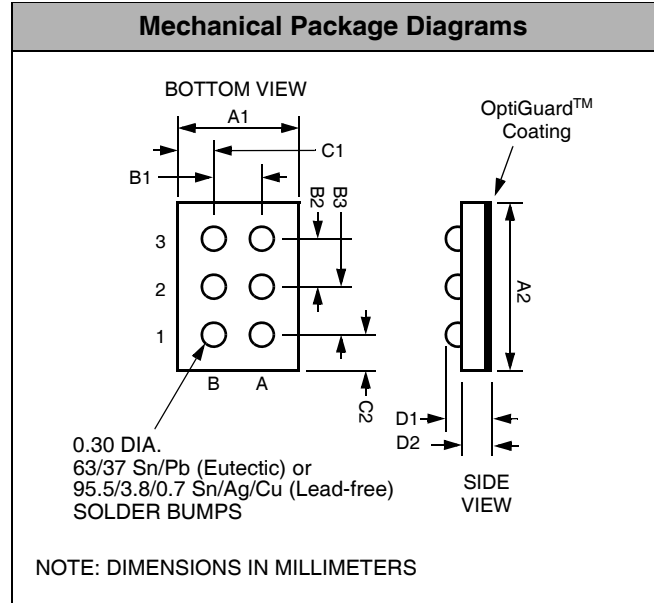 Mechanical Package Diagrams
BOTTOM VIEW
A1
C1
B1
B2
B3
3
2
1
B
A
C2
OptiGuard™
Coating
A2
D1
D2
SIDE
VIEW
0.30 DIA.
63/37 Sn/Pb (Eutectic) or
95.5/3.8/0.7 Sn/Ag/Cu (Lead-free)
SOLDER BUMPS
NOTE: DIMENSIONS IN MILLIMETERS